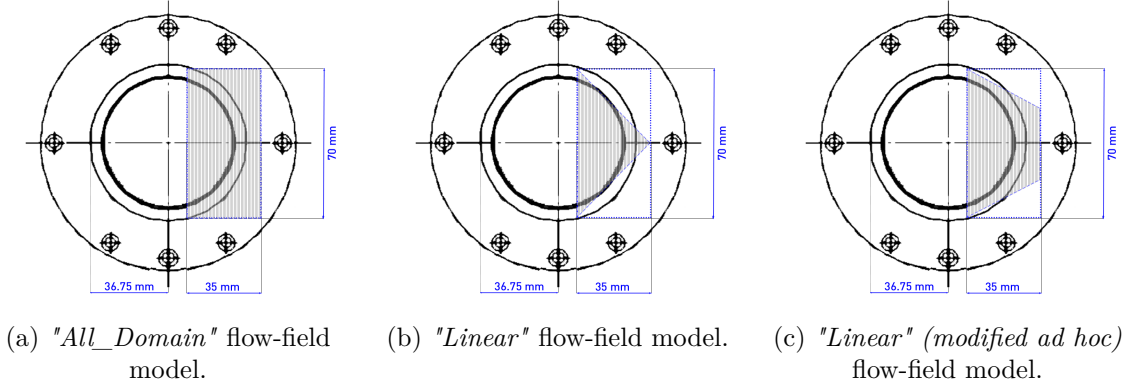 70 mm
36.75 mm
35 mm
70 mm
36.75 mm
35 mm
70 mm
36.75 mm
35 mm
(a) "All_Domain" flow-field
model.
(b) "Linear" flow-field model.
(c) "Linear" (modified ad hoc)
flow-field model.